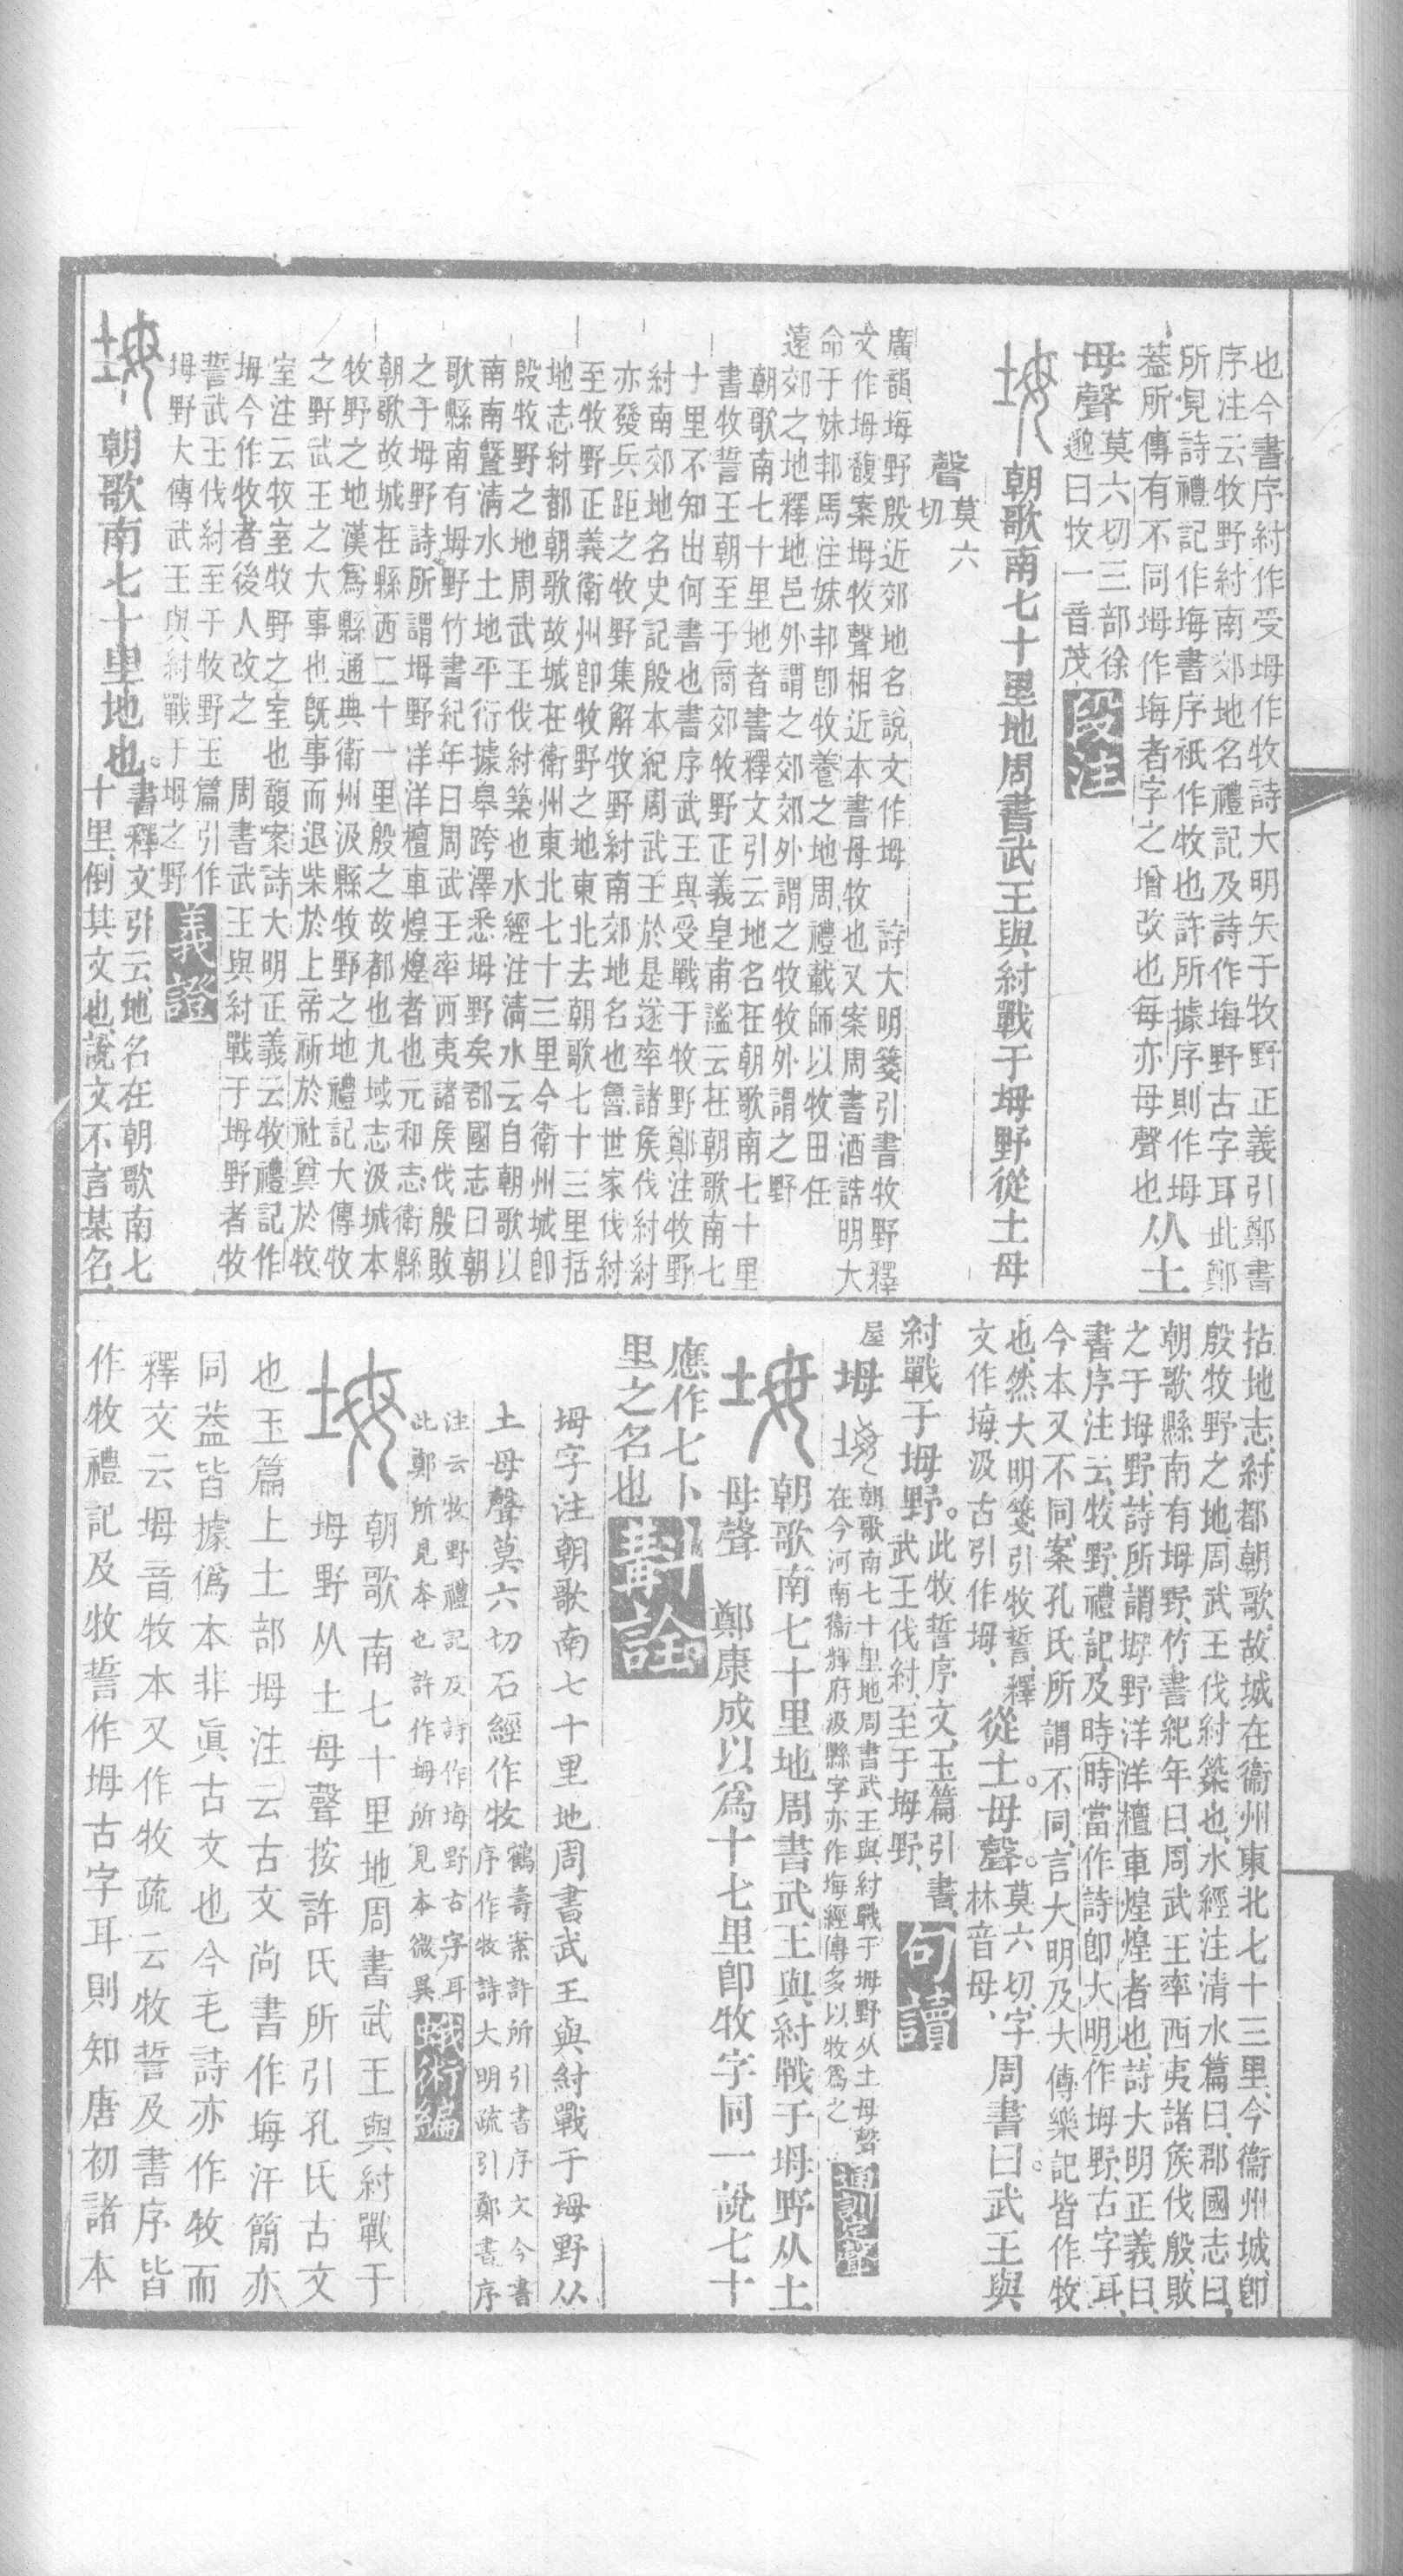 也今書序紂作受坶作牧詩大明矢于牧野正義引鄭書
序注云牧野紂南郊地名禮記及詩作坶野古字耳此鄭
所見詩禮記作坶書序祇作牧也許所據序則作坶
蓋所傳有不同坶作坶者字之增改也每亦母聲也从土
母聲莫六切三部徐
邈曰牧一音茂段注
坶朝歌南七十里地周書武王與紂戰于坶野從土母
聲莫六
切
廣韻坶野殷近郊地名說文作坶 詩大明箋引書牧野釋
文作坶馥案坶牧聲相近本書母牧也又案周書酒誥明大
命于妹邦馬注妹邦卽牧養之地周禮載師以牧田任
遠郊之地釋地邑外謂之郊郊外謂之牧牧外謂之野
朝歌南七十里地者書釋文引云地名在朝歌南七十里
書牧誓王朝至于商郊牧野正義皇甫謐云在朝歌南七
十里不知出何書也書序武王與受戰于牧野鄭注牧野
紂南郊地名史記殷本紀周武王於是遂率諸矦伐紂紂
亦發兵距之牧野集解牧野紂南郊地名也魯世家伐紂
至牧野正義衛州卽牧野之地東北去朝歌七十三里括
地志紂都朝歌故城在衛州東北七十三里今衛州城卽
殷牧野之地周武王伐紂築也水經注清水云自朝歌以
南南曁清水土地平衍據臯跨澤悉坶野矣郡國志曰朝
歌縣南有坶野竹書紀年曰周武王率西夷諸矦伐殷敗
之于坶野詩所謂坶野洋洋檀車煌煌者也元和志衛縣
朝歌故城在縣西二十一里殷之故都也九域志汲城本
牧野之地漢爲縣通典衛州汲縣牧野之地禮記大傳牧
之野武王之大事也旣事而退柴於上帝祈於社奠於牧
室注云牧室牧野之室也馥案詩大明正義云牧禮記作
坶今作牧者後人改之 周書武王與紂戰于坶野者牧
誓武王伐紂至于牧野玉篇引作
坶野大傳武王與紂戰于坶之野義證
坶朝歌南七十里地也。書釋文引云地名在朝歌南七
十里倒其文也說文不言某名
括地志紂都朝歌故城在衞州東北七十三里今衞州城卽
殷牧野之地周武王伐紂築也水經注清水篇曰郡國志曰
朝歌縣南有坶野竹書紀年曰周武王率西夷諸矦伐殷敗
之于坶野詩所謂坶野洋洋檀車煌煌者也詩大明正義曰
書序注云牧野禮記及時(時當作詩卽大明)作坶野古字耳
今本又不同案孔氏所謂不同言大明及大傳樂記皆作牧
也然大明箋引牧誓釋
文作坶汲古引作坶從土。母聲。莫六切字
林音母周書曰。武王與
紂戰于坶野。此牧誓序文玉篇引書
武王伐紂至于坶野句讀
屋坶坶朝歌南七十里地周書武王與紂戰于坶野从土母聲
在今河南衞輝府汲縣字亦作坶經傳多以牧爲之通訓定聲
坶朝歌南七十里地周書武王與紂戰于坶野从土
母聲 鄭康成以爲十七里卽牧字同一說七十
應作七卜
里之名也斠詮
坶字注朝歌南七十里地周書武王與紂戰于坶野从
土母聲莫六切石經作牧鶴壽案許所引書序文今書
序作牧詩大明疏引鄭書序
注云牧野禮記及詩作坶野古字耳
此鄭所見本也許作坶所見本微異蛾術編
坶朝歌南七十里地周書武王與紂戰于
坶野从土母聲按許氏所引孔氏古文
也玉篇上土部坶注云古文尚書作坶汗簡亦
同葢皆據僞本非眞古文也今毛詩亦作牧而
釋文云坶音牧本又作牧疏云牧誓及書序皆
作牧禮記及牧誓作坶古字耳則知唐初諸本